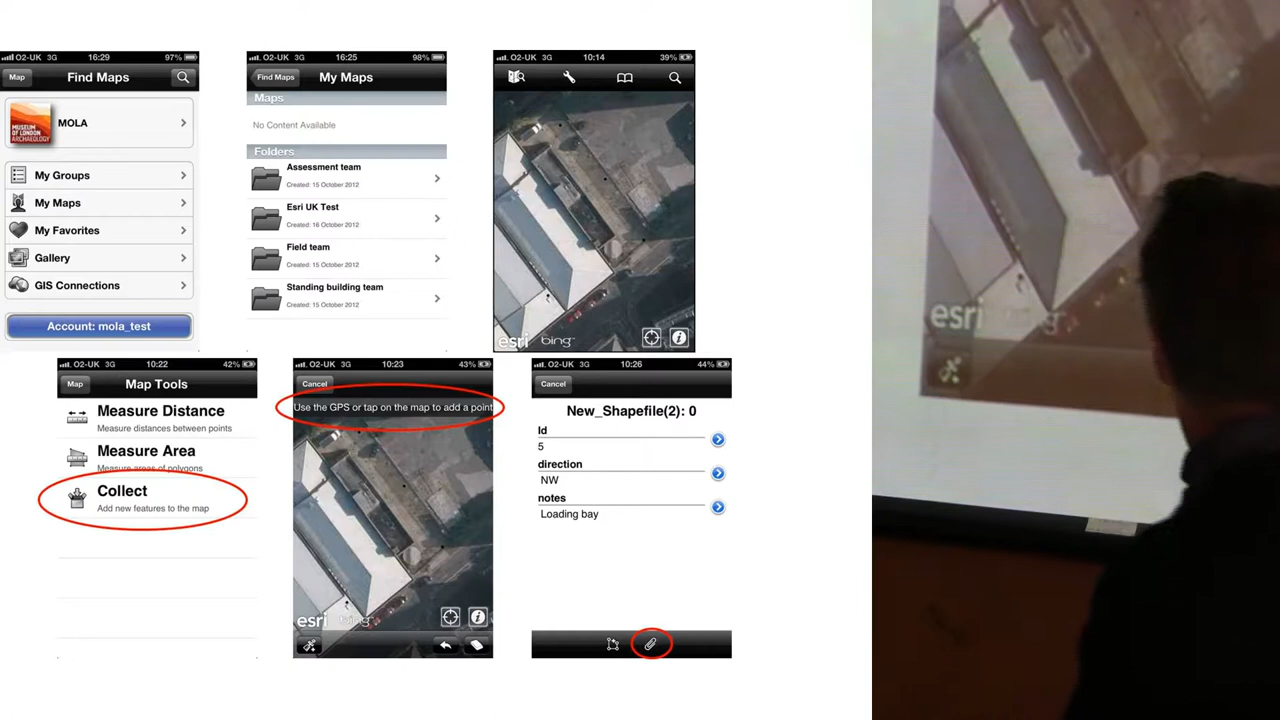 O2-UK 3G 16:29 97%
Map Find Maps
MUSEUM OF LONDON ARCHAEOLOGY
MOLA
My Groups
My Maps
My Favorites
Gallery
GIS Connections
Account: mola_test
O2-UK 3G 16:25 98%
Find Maps My Maps
Maps
No Content Available
Folders
Assessment team
Created: 15 October 2012
Esri UK Test
Created: 16 October 2012
Field team
Created: 15 October 2012
Standing building team
Created: 15 October 2012
O2-UK 3G 10:14 39%
esri bing
O2-UK 3G 10:22 42%
Map Map Tools
Measure Distance
Measure distances between points
Measure Area
Measure areas of polygons
Collect
Add new features to the map
O2-UK 3G 10:23 43%
Cancel
Use the GPS or tap on the map to add a point
esri bing
O2-UK 3G 10:26 44%
Cancel
New_Shapefile(2): 0
Id
5
direction
NW
notes
Loading bay
esri bing